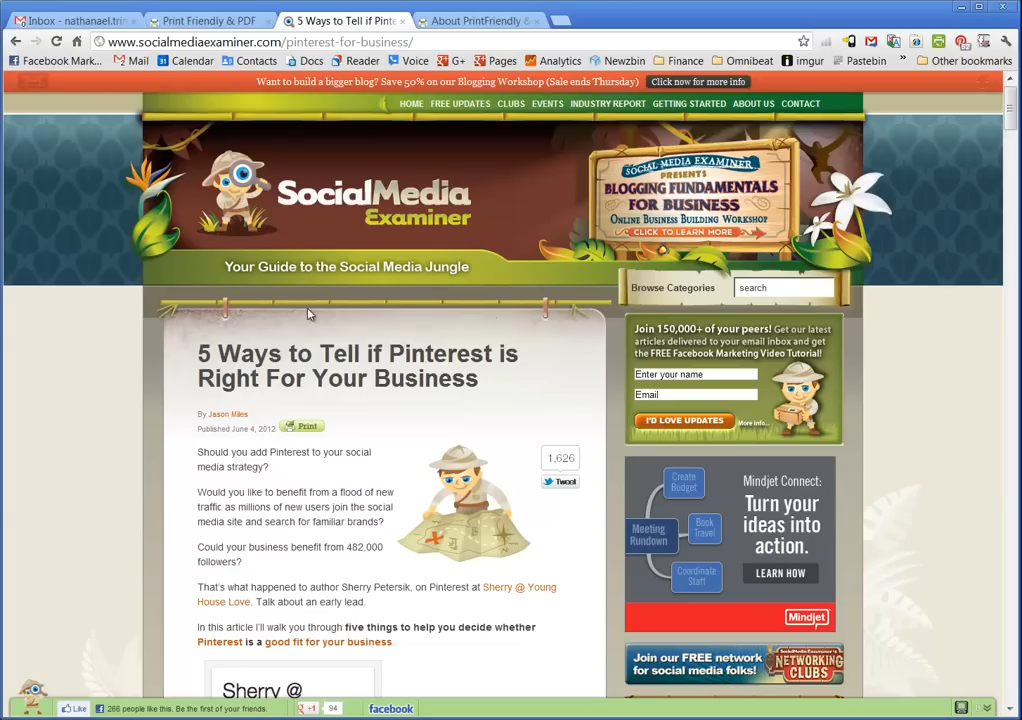 Inbox - nathanael.trin
Print Friendly & PDF
5 Ways to Tell if Pinte
About PrintFriendly &
www.socialmediaexaminer.com/pinterest-for-business/
Facebook Mark... Mail Calendar Contacts Docs Reader Voice G+ Pages Analytics Newzbin Finance Omnibeat imgur Pastebin » Other bookmarks
Want to build a bigger blog? Save 50% on our Blogging Workshop (Sale ends Thursday) Click now for more info
HOME FREE UPDATES CLUBS EVENTS INDUSTRY REPORT GETTING STARTED ABOUT US CONTACT
SocialMedia
Examiner
SOCIAL MEDIA EXAMINER
PRESENTS
BLOGGING FUNDAMENTALS
FOR BUSINESS
ONLINE BUSINESS BUILDING WORKSHOP
CLICK TO LEARN MORE
Your Guide to the Social Media Jungle
Browse Categories
search
5 Ways to Tell if Pinterest is
Right For Your Business
By Jason Miles
Published June 4, 2012
Print
Should you add Pinterest to your social
media strategy?
Would you like to benefit from a flood of new
traffic as millions of new users join the social
media site and search for familiar brands?
Could your business benefit from 482,000
followers?
1,626
Tweet
That's what happened to author Sherry Petersik, on Pinterest at Sherry @ Young
House Love. Talk about an early lead.
In this article I'll walk you through five things to help you decide whether
Pinterest is a good fit for your business.
Sherry @
Join 150,000+ of your peers! Get our latest
articles delivered to your email inbox and get
the FREE Facebook Marketing Video Tutorial!
Enter your name
Email
I'D LOVE UPDATES
More Info...
Create
Budget
Meeting
Rundown
Book
Travel
Coordinate
Staff
Mindjet Connect:
Turn your
ideas into
action.
LEARN HOW
Mindjet
Join our FREE network
for social media folks!
SocialMediaExaminer's
NETWORKING
CLUBS
Like
266 people like this. Be the first of your friends.
+1
94
facebook